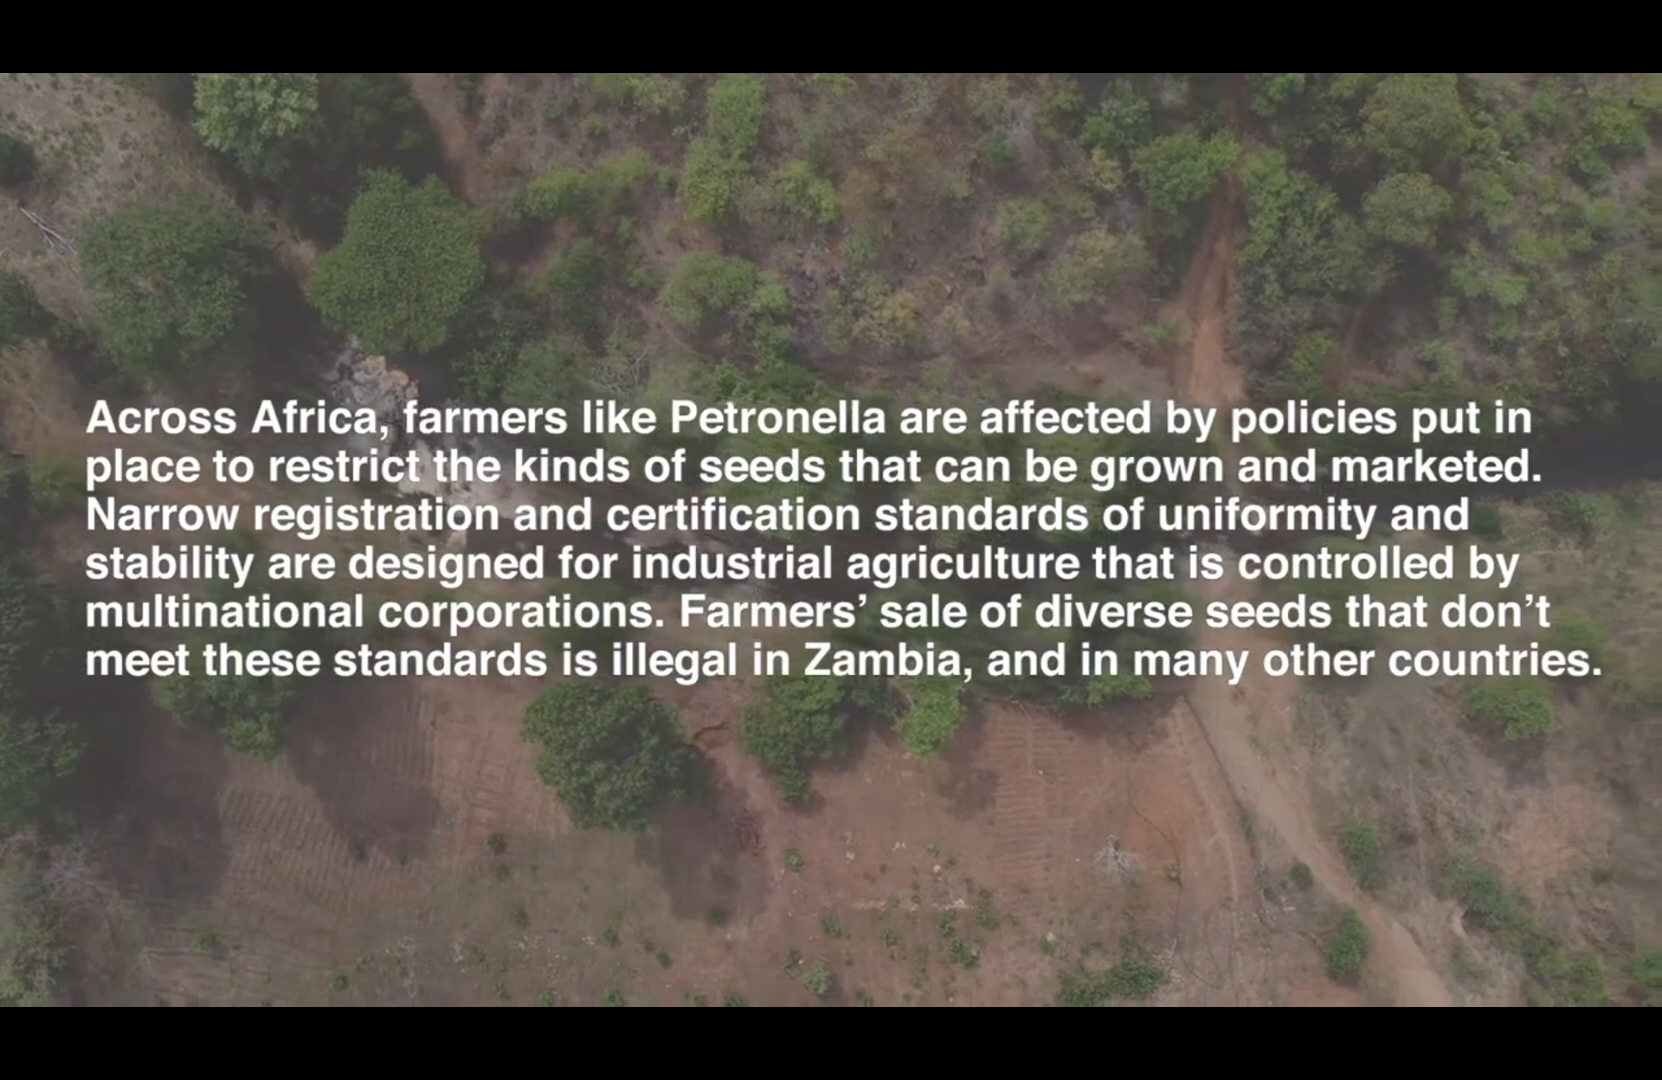 Across Africa, farmers like Petronella are affected by policies put in
place to restrict the kinds of seeds that can be grown and marketed.
Narrow registration and certification standards of uniformity and
stability are designed for industrial agriculture that is controlled by
multinational corporations. Farmers’ sale of diverse seeds that don’t
meet these standards is illegal in Zambia, and in many other countries.